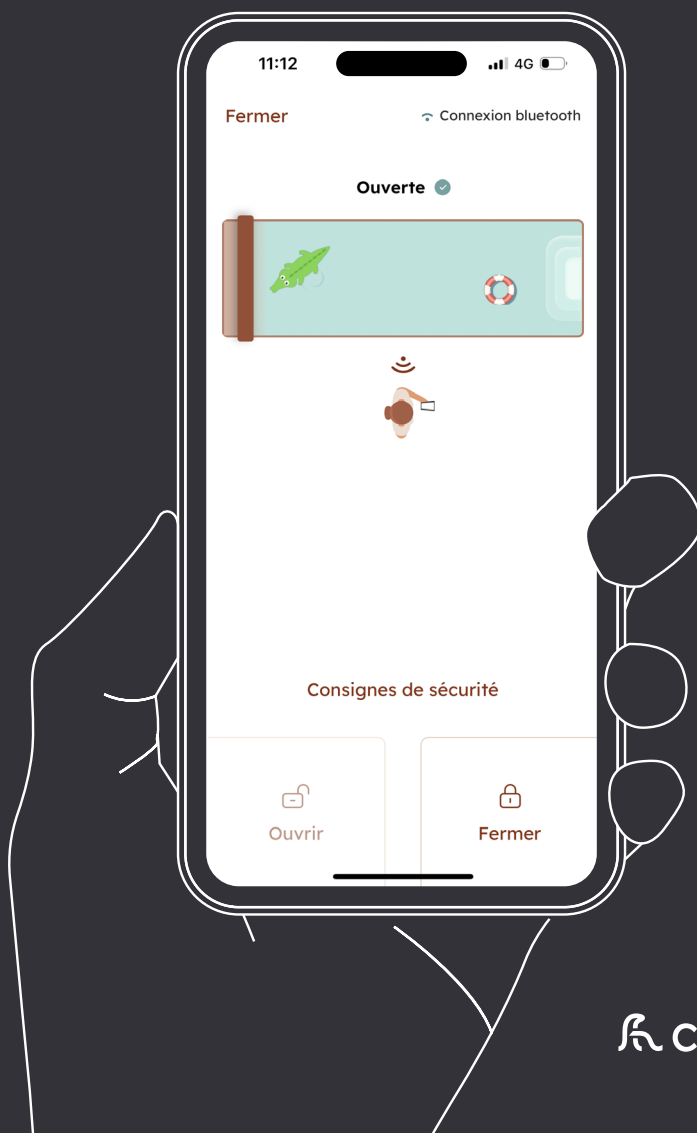 11:12 4G
Fermer Connexion bluetooth
Ouverte
Consignes de sécurité
Ouvrir Fermer
C